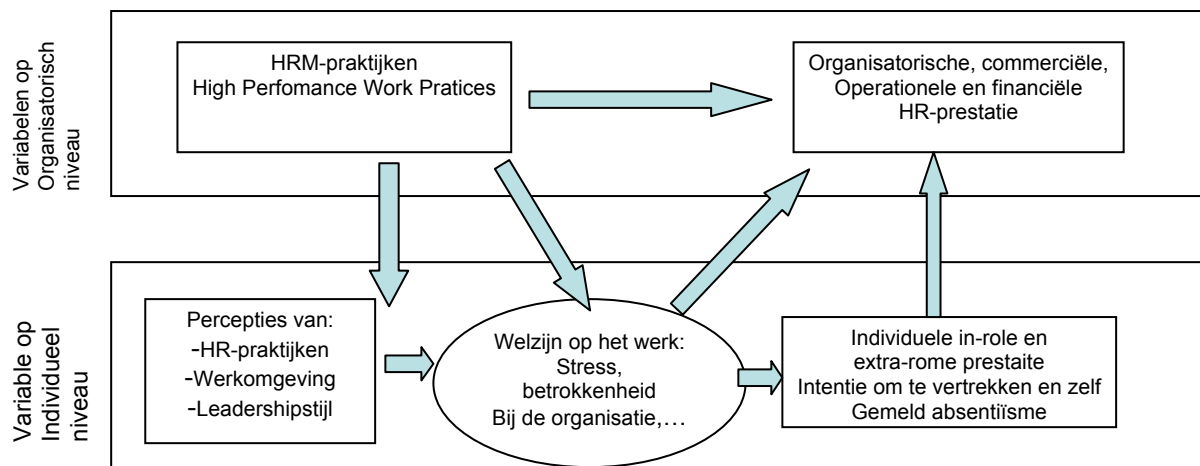 Variabelen op
Organisatorisch
niveau
HRM-praktijken
High Perfomance Work Pratices
Organisatorische, commerciële,
Operationele en financiële
HR-prestatie
Variable op
Individueel
niveau
Percepties van:
-HR-praktijken
-Werkomgeving
-Leadershipstijl
Welzijn op het werk:
Stress,
betrokkenheid
Bij de organisatie,…
Individuele in-role en
extra-rome prestaite
Intentie om te vertrekken en zelf
Gemeld absentiïsme